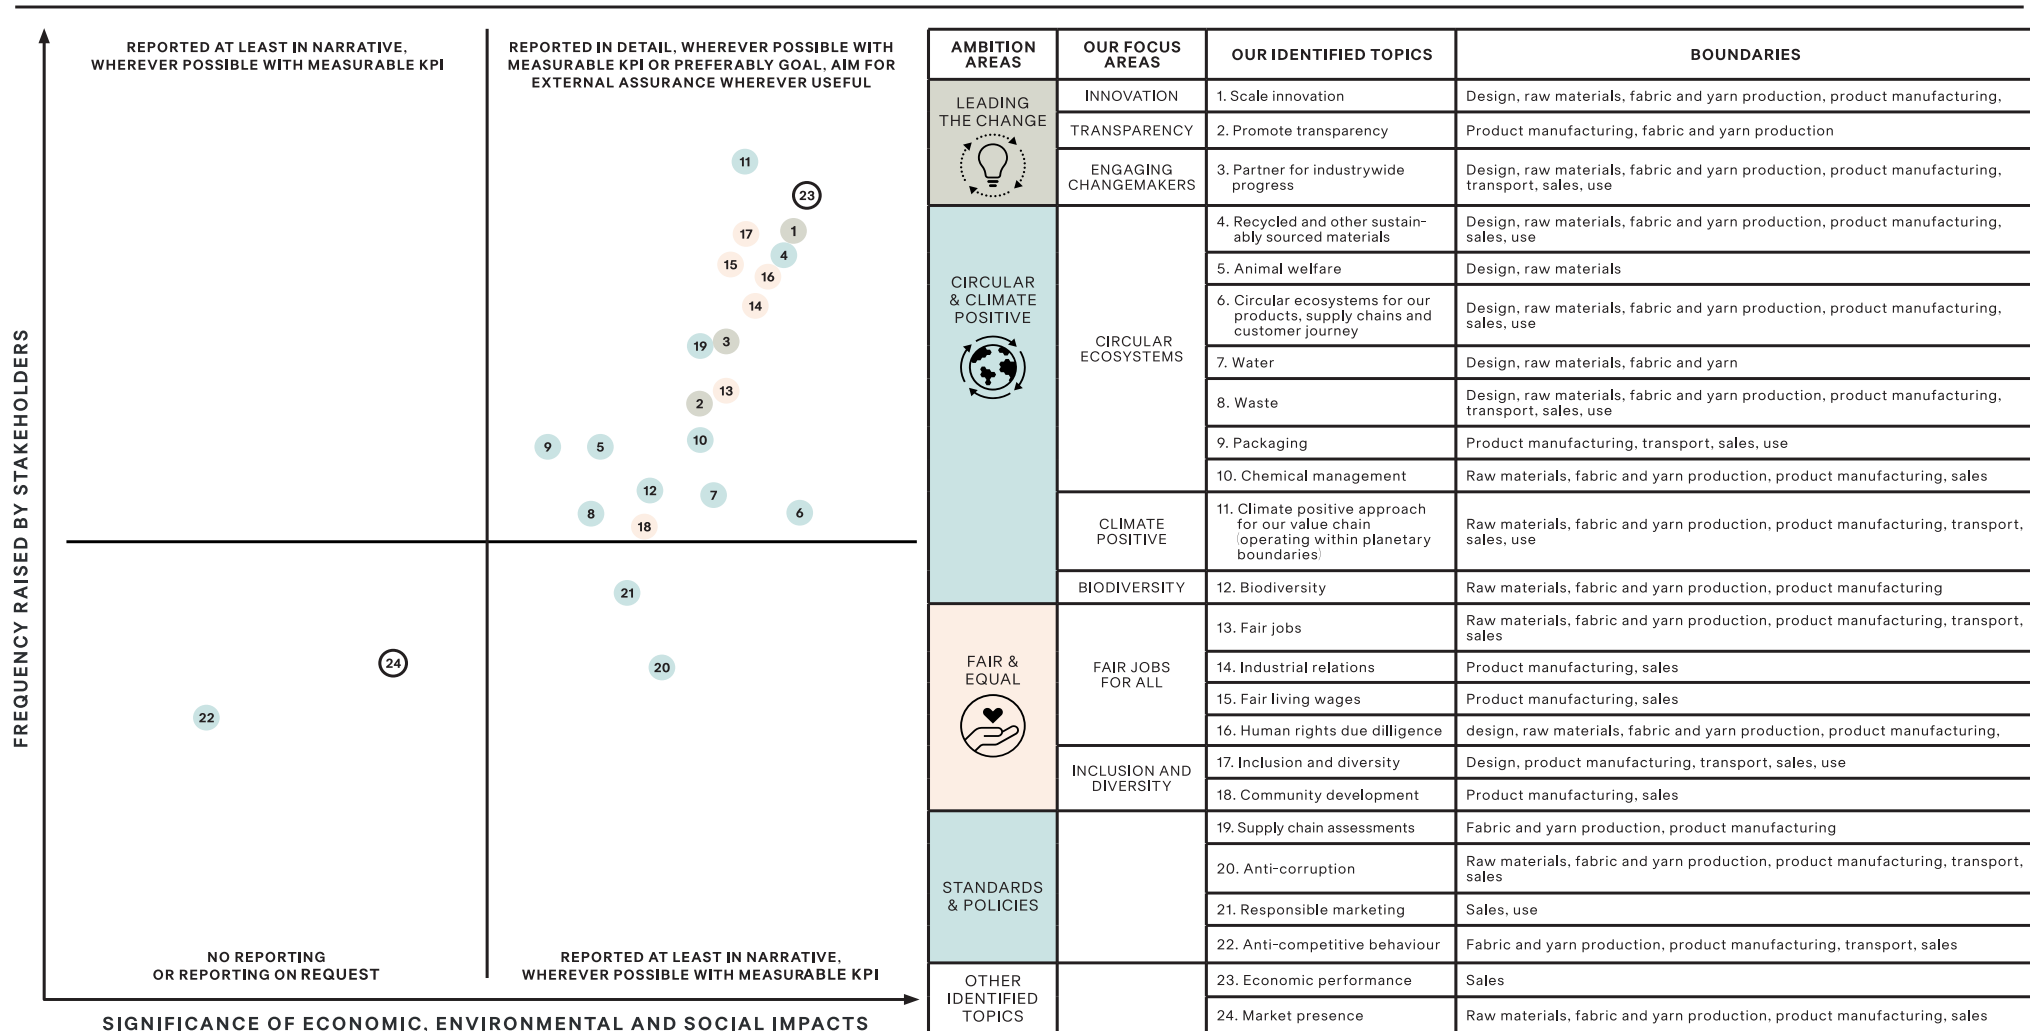 REPORTED AT LEAST IN NARRATIVE,
WHEREVER POSSIBLE WITH MEASURABLE KPI
REPORTED IN DETAIL, WHEREVER POSSIBLE WITH
MEASURABLE KPI OR PREFERABLY GOAL, AIM FOR
EXTERNAL ASSURANCE WHEREVER USEFUL
11
23
17
1
4
15
16
14
19
3
13
2
10
9
5
12
7
8
6
18
21
24
20
22
NO REPORTING
OR REPORTING ON REQUEST
REPORTED AT LEAST IN NARRATIVE,
WHEREVER POSSIBLE WITH MEASURABLE KPI
FREQUENCY RAISED BY STAKEHOLDERS
SIGNIFICANCE OF ECONOMIC, ENVIRONMENTAL AND SOCIAL IMPACTS
AMBITION
AREAS
OUR FOCUS
AREAS
OUR IDENTIFIED TOPICS
BOUNDARIES
LEADING
THE CHANGE
INNOVATION
1. Scale innovation
Design, raw materials, fabric and yarn production, product manufacturing,
TRANSPARENCY
2. Promote transparency
Product manufacturing, fabric and yarn production
ENGAGING
CHANGEMAKERS
3. Partner for industrywide
progress
Design, raw materials, fabric and yarn production, product manufacturing,
transport, sales, use
CIRCULAR
& CLIMATE
POSITIVE
CIRCULAR
ECOSYSTEMS
4. Recycled and other sustain-
ably sourced materials
Design, raw materials, fabric and yarn production, product manufacturing,
sales, use
5. Animal welfare
Design, raw materials
6. Circular ecosystems for our
products, supply chains and
customer journey
Design, raw materials, fabric and yarn production, product manufacturing,
sales, use
7. Water
Design, raw materials, fabric and yarn
8. Waste
Design, raw materials, fabric and yarn production, product manufacturing,
transport, sales, use
9. Packaging
Product manufacturing, transport, sales, use
10. Chemical management
Raw materials, fabric and yarn production, product manufacturing, sales
CLIMATE
POSITIVE
11. Climate positive approach
for our value chain
(operating within planetary
boundaries)
Raw materials, fabric and yarn production, product manufacturing, transport,
sales, use
BIODIVERSITY
12. Biodiversity
Raw materials, fabric and yarn production, product manufacturing
FAIR &
EQUAL
FAIR JOBS
FOR ALL
13. Fair jobs
Raw materials, fabric and yarn production, product manufacturing, transport,
sales
14. Industrial relations
Product manufacturing, sales
15. Fair living wages
Product manufacturing, sales
16. Human rights due dilligence
design, raw materials, fabric and yarn production, product manufacturing,
INCLUSION AND
DIVERSITY
17. Inclusion and diversity
Design, product manufacturing, transport, sales, use
18. Community development
Product manufacturing, sales
STANDARDS
& POLICIES
19. Supply chain assessments
Fabric and yarn production, product manufacturing
20. Anti-corruption
Raw materials, fabric and yarn production, product manufacturing, transport,
sales
21. Responsible marketing
Sales, use
22. Anti-competitive behaviour
Fabric and yarn production, product manufacturing, transport, sales
OTHER
IDENTIFIED
TOPICS
23. Economic performance
Sales
24. Market presence
Raw materials, fabric and yarn production, product manufacturing, sales